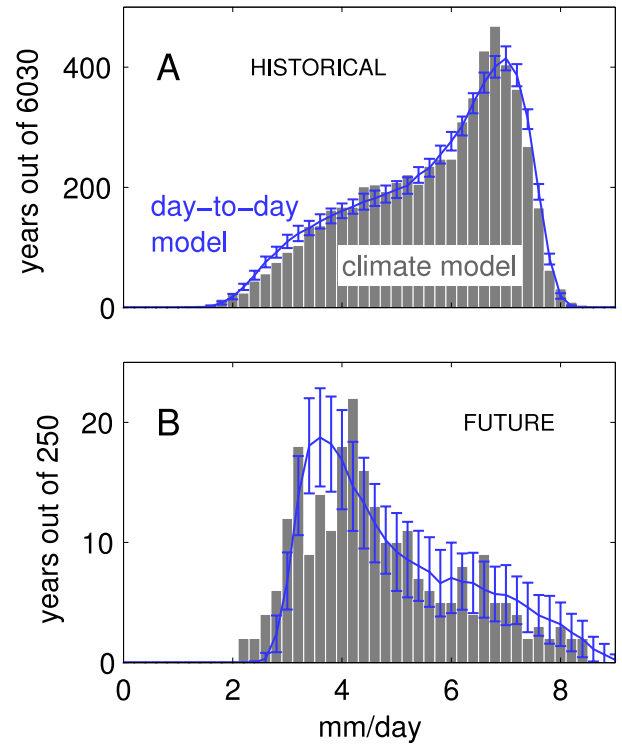 A
HISTORICAL
years out of 6030
400
200
0
day-to-day
model
climate model
B
FUTURE
years out of 250
20
10
0
0 2 4 6 8
mm/day